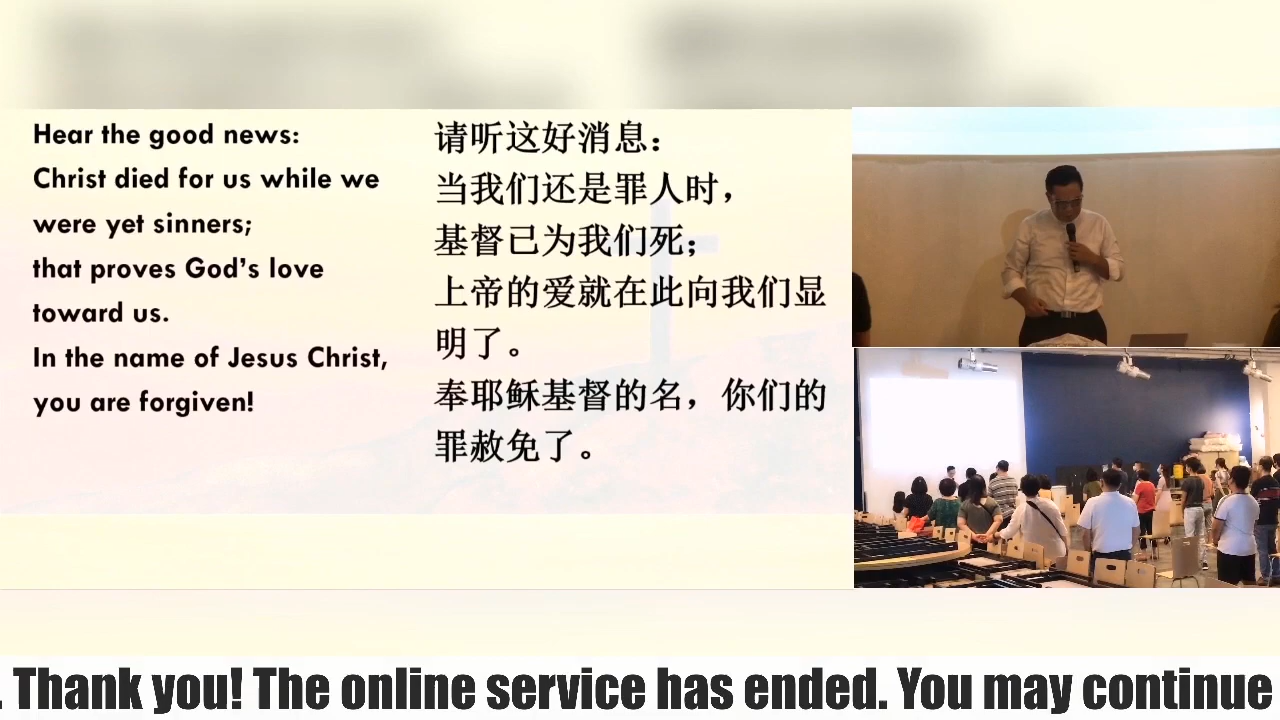 Hear the good news:
Christ died for us while we
were yet sinners;
that proves God's love
toward us.
In the name of Jesus Christ,
you are forgiven!
请听这好消息：
当我们还是罪人时，
基督已为我们死；
上帝的爱就在此向我们显
明了。
奉耶稣基督的名，你们的
罪赦免了。
. Thank you! The online service has ended. You may continue